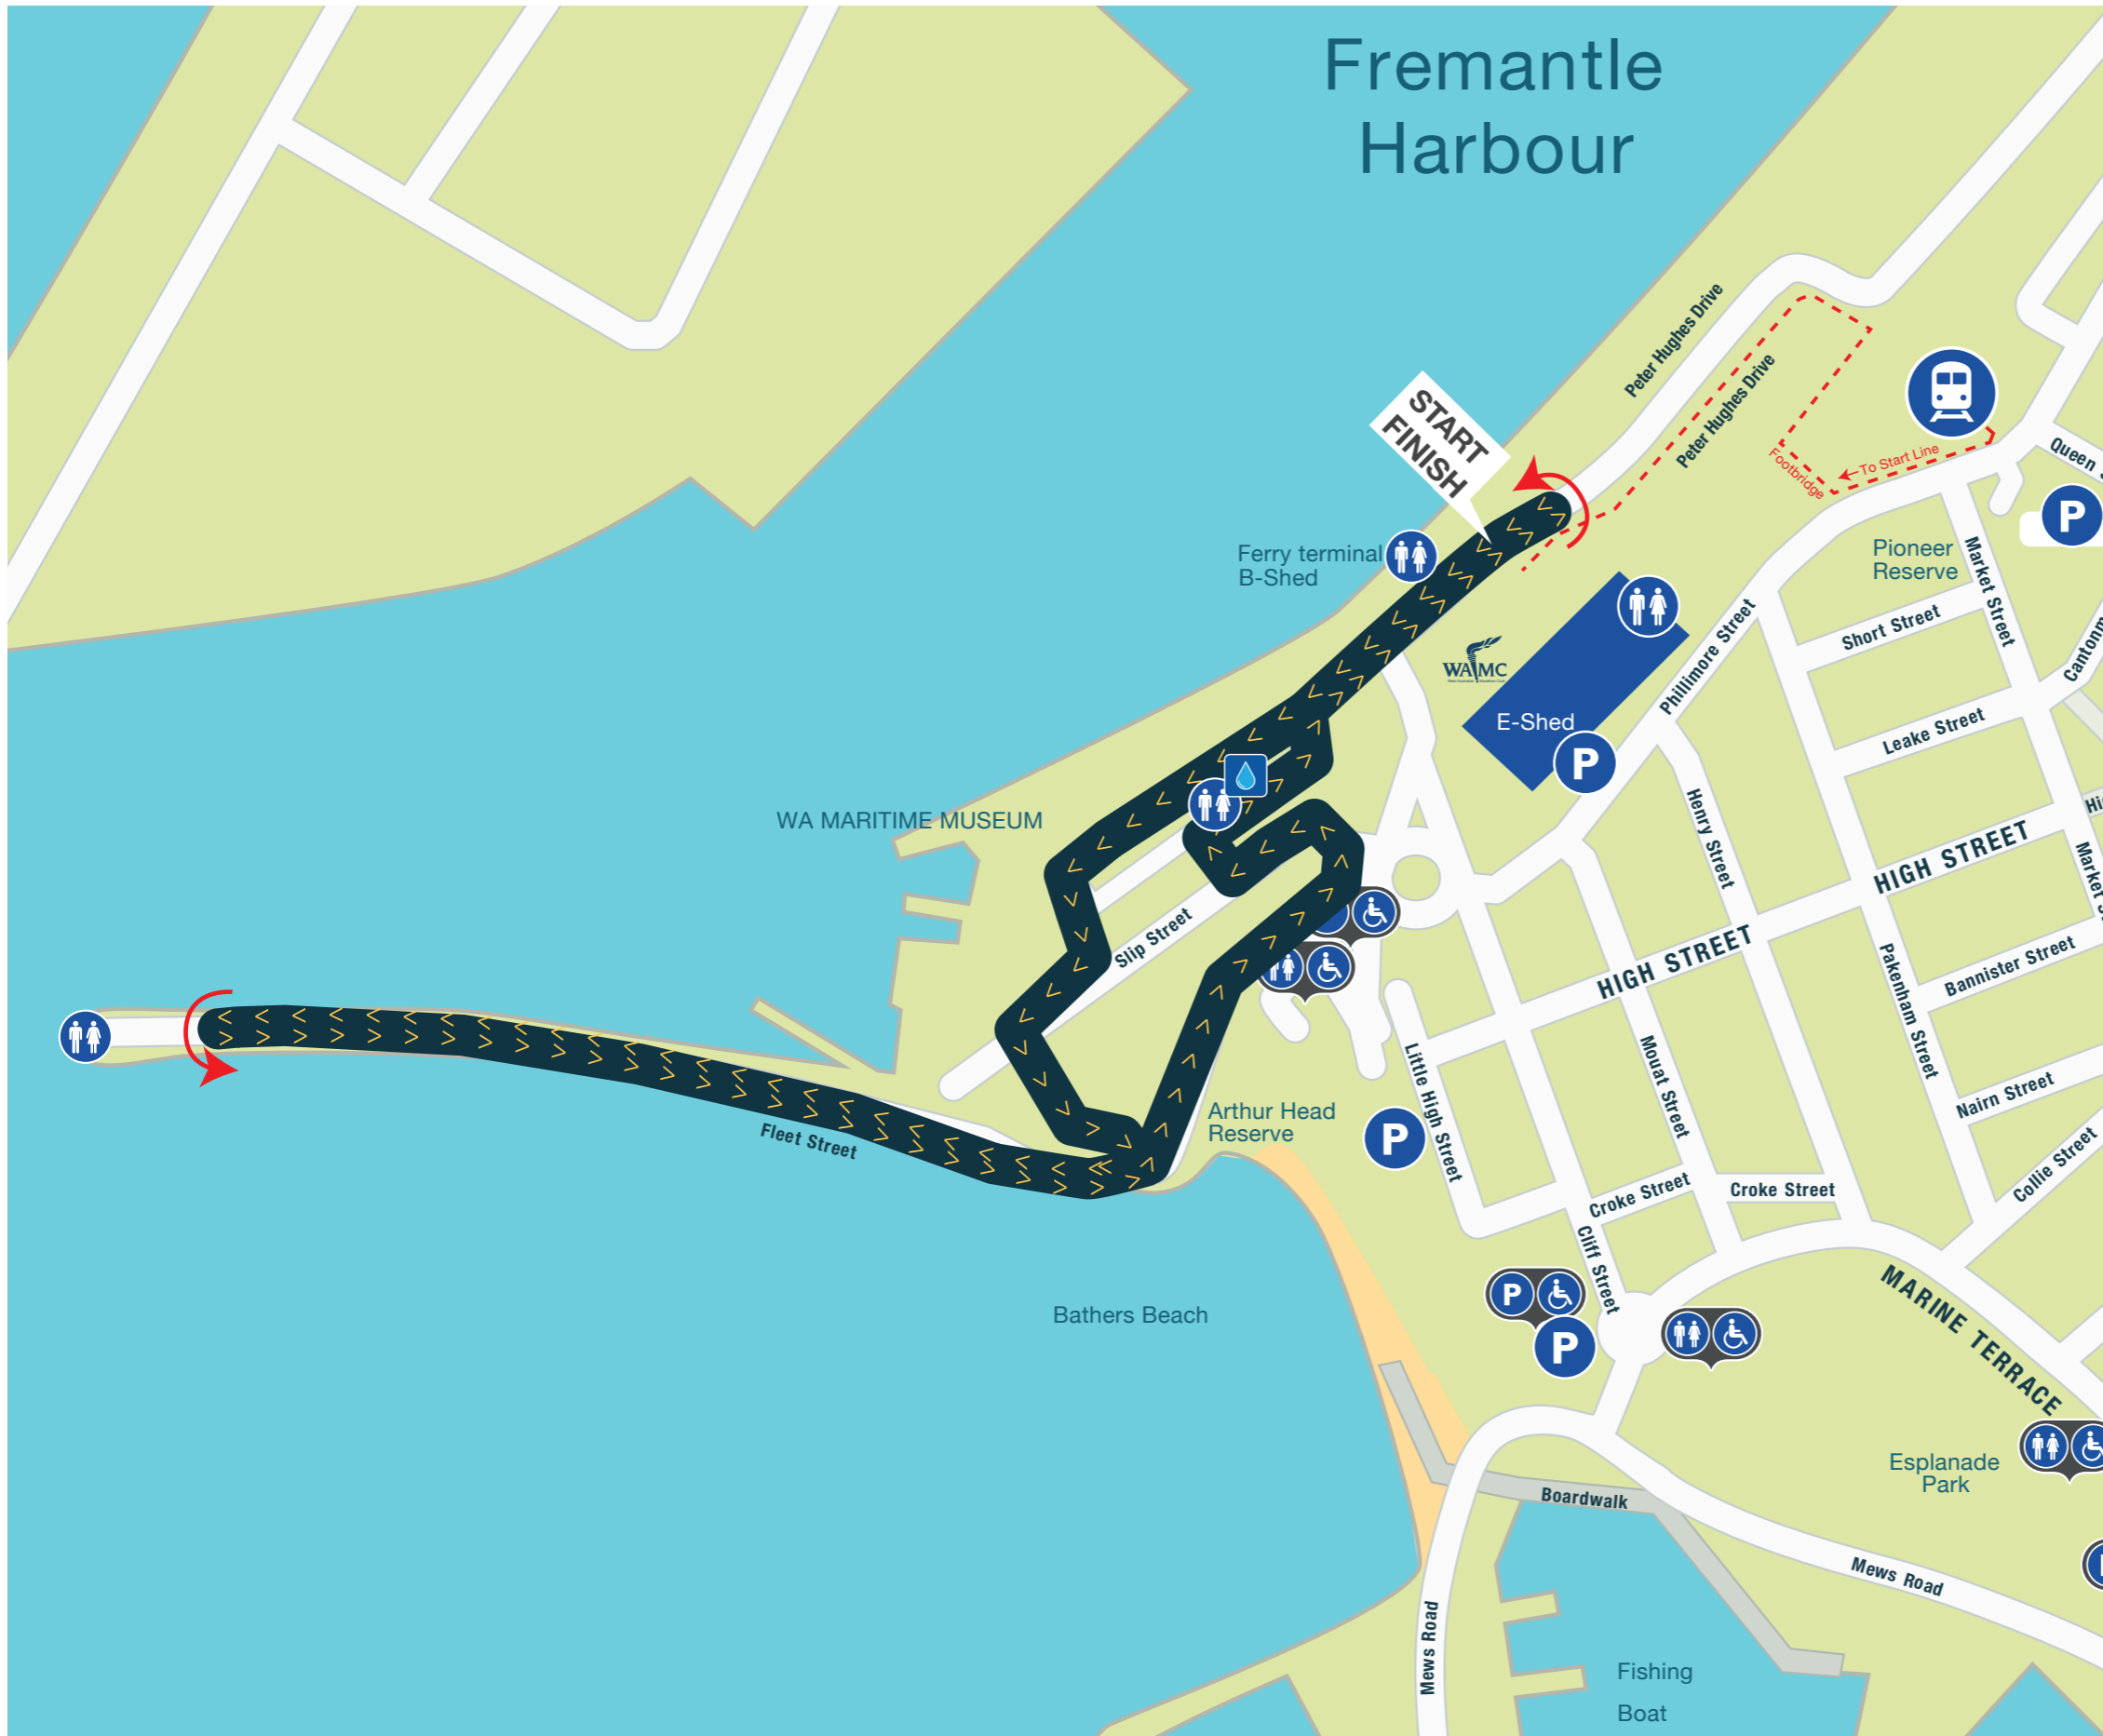 Fremantle
Harbour
Peter Hughes Drive
Peter Hughes Drive
START
FINISH
To Start Line
Footbridge
Queen
P
Ferry terminal
B-Shed
Pioneer
Reserve
Market Street
Short Street
Phillimore Street
WA MC
E-Shed
P
Leake Street
Henry Street
WA MARITIME MUSEUM
HIGH STREET
Market
Slip Street
HIGH STREET
Pakenham Street
Bannister Street
Little High Street
Mouat Street
Nairn Street
Arthur Head
Reserve
P
Fleet Street
Collie Street
Croke Street
Croke Street
Cliff Street
Bathers Beach
P
P
MARINE TERRACE
Esplanade
Park
Boardwalk
Mews Road
Mews Road
Fishing
Boat